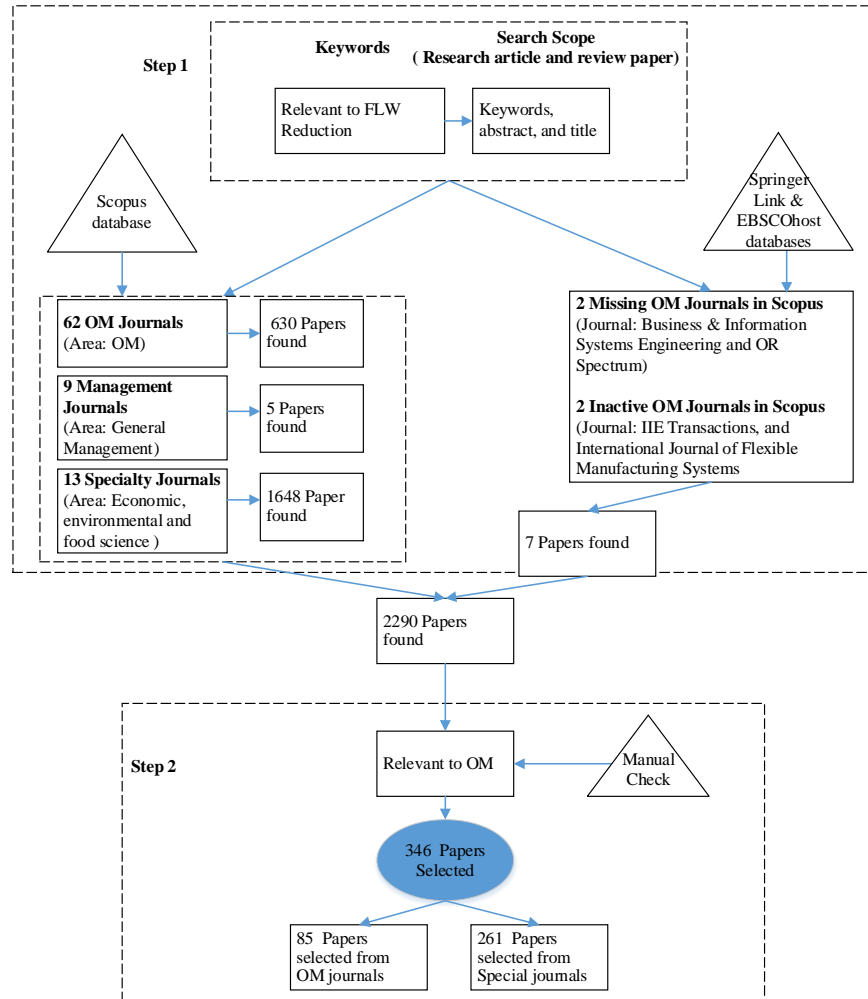 Step 1
Keywords
Search Scope
( Research article and review paper)
Relevant to FLW
Reduction
Keywords,
abstract, and title
Scopus
database
Springer
Link &
EBSCOhost
databases
62 OM Journals
(Area: OM)
630 Papers
found
9 Management
Journals
(Area: General
Management)
5 Papers
found
13 Specialty Journals
(Area: Economic,
environmental and
food science )
1648 Paper
found
2 Missing OM Journals in Scopus
(Journal: Business & Information
Systems Engineering and OR
Spectrum)
2 Inactive OM Journals in Scopus
(Journal: IIE Transactions, and
International Journal of Flexible
Manufacturing Systems
7 Papers found
2290 Papers
found
Step 2
Relevant to OM
Manual
Check
346 Papers
Selected
85 Papers
selected from
OM journals
261 Papers
selected from
Special journals